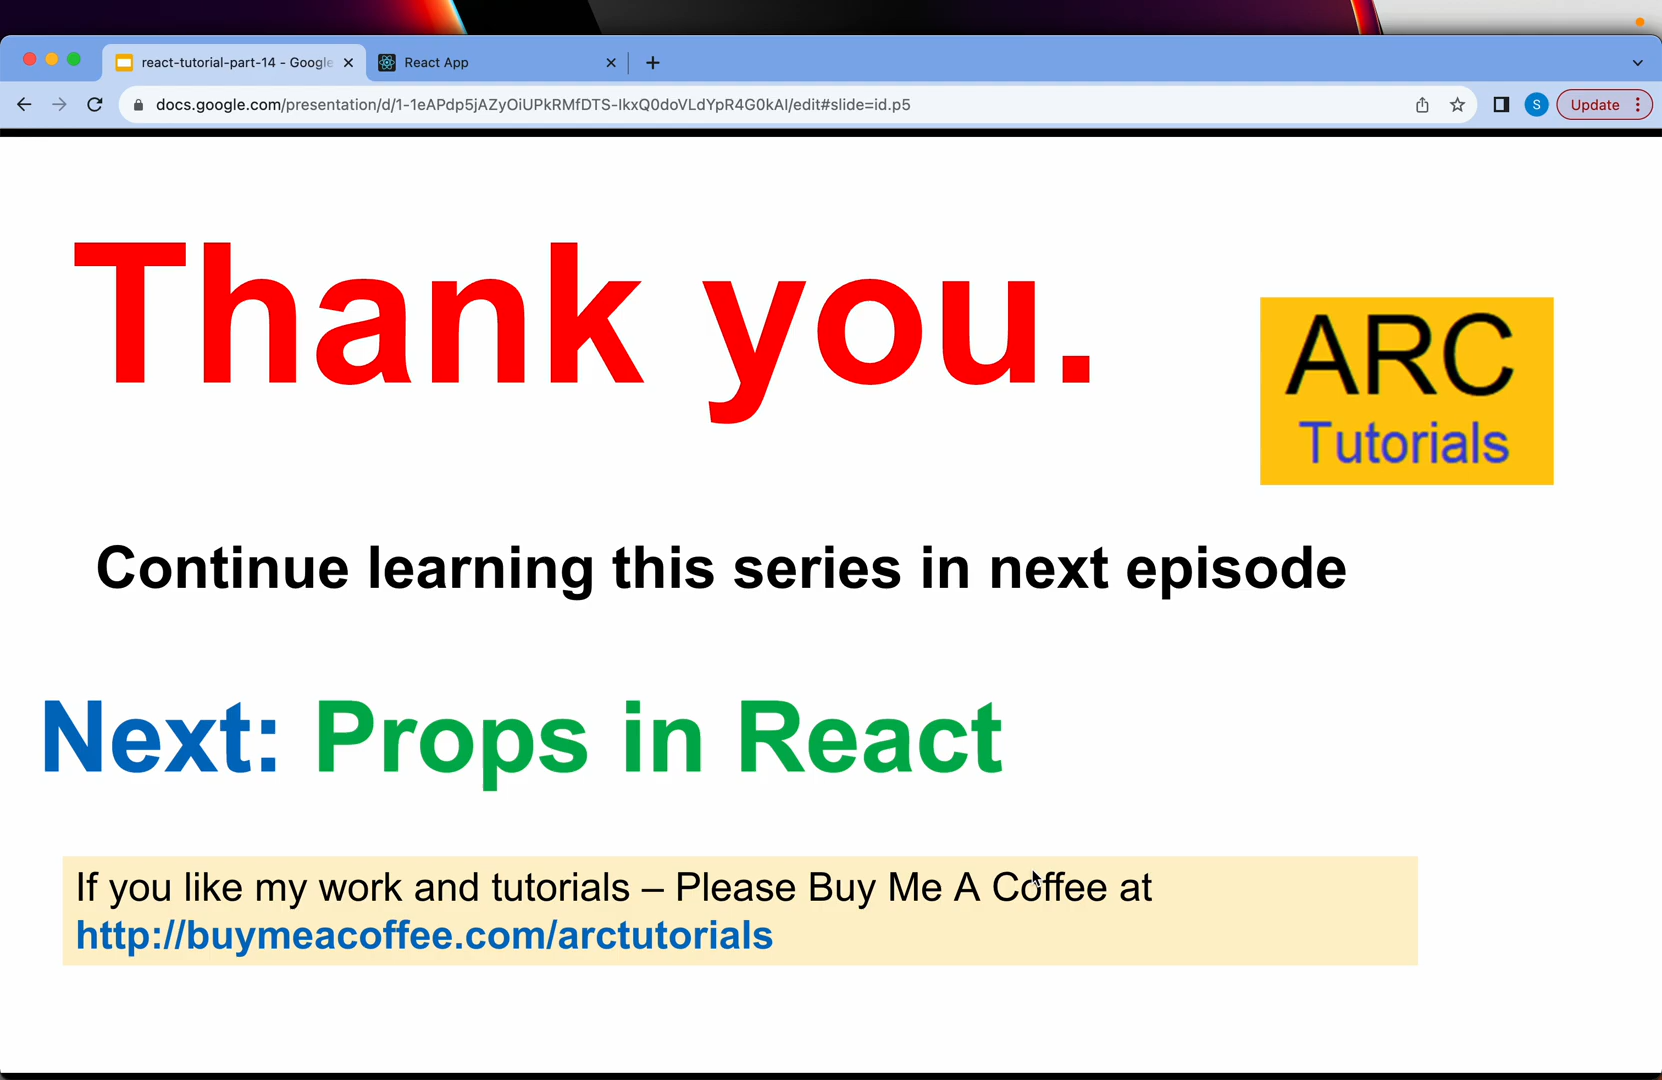 react-tutorial-part-14 - Google
React App
docs.google.com/presentation/d/1-1eAPdp5jAZyOiUPkRMfDTS-IkxQ0doVLdYpR4G0kAI/edit#slide=id.p5
S
Update
Thank you.
ARC
Tutorials
Continue learning this series in next episode
Next: Props in React
If you like my work and tutorials – Please Buy Me A Coffee at
http://buymeacoffee.com/arctutorials